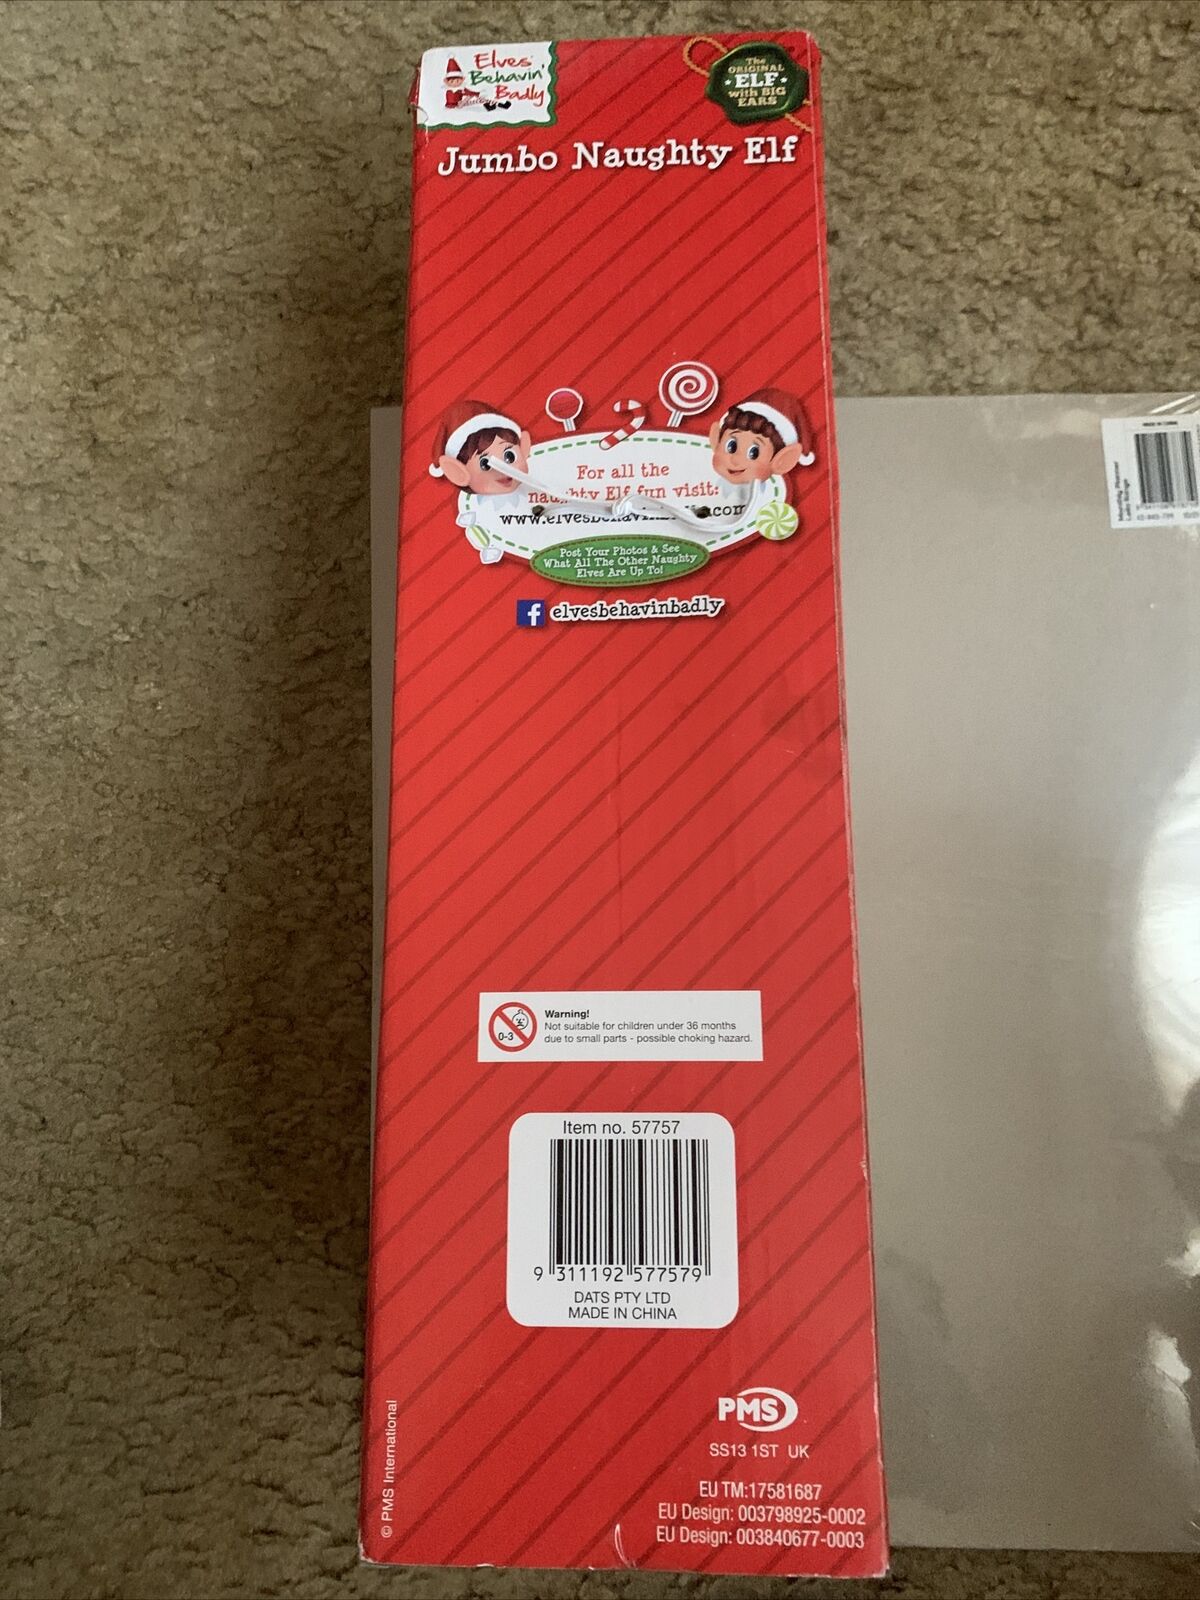 Elves
Behavin'
Badly
The
ORIGINAL
ELF
with BIG
EARS
Jumbo Naughty Elf
For all the
naughty Elf fun visit:
Post Your Photos & See
What All The Other Naughty
Elves Are Up To!
f elvesbehavinbadly
Warning!
0-3
Not suitable for children under 36 months
due to small parts - possible choking hazard.
Item no. 57757
9 311192 577579
DATS PTY LTD
MADE IN CHINA
PMS
SS13 1ST UK
EU TM:17581687
EU Design: 003798925-0002
EU Design: 003840677-0003
© PMS International
MADE IN CHINA